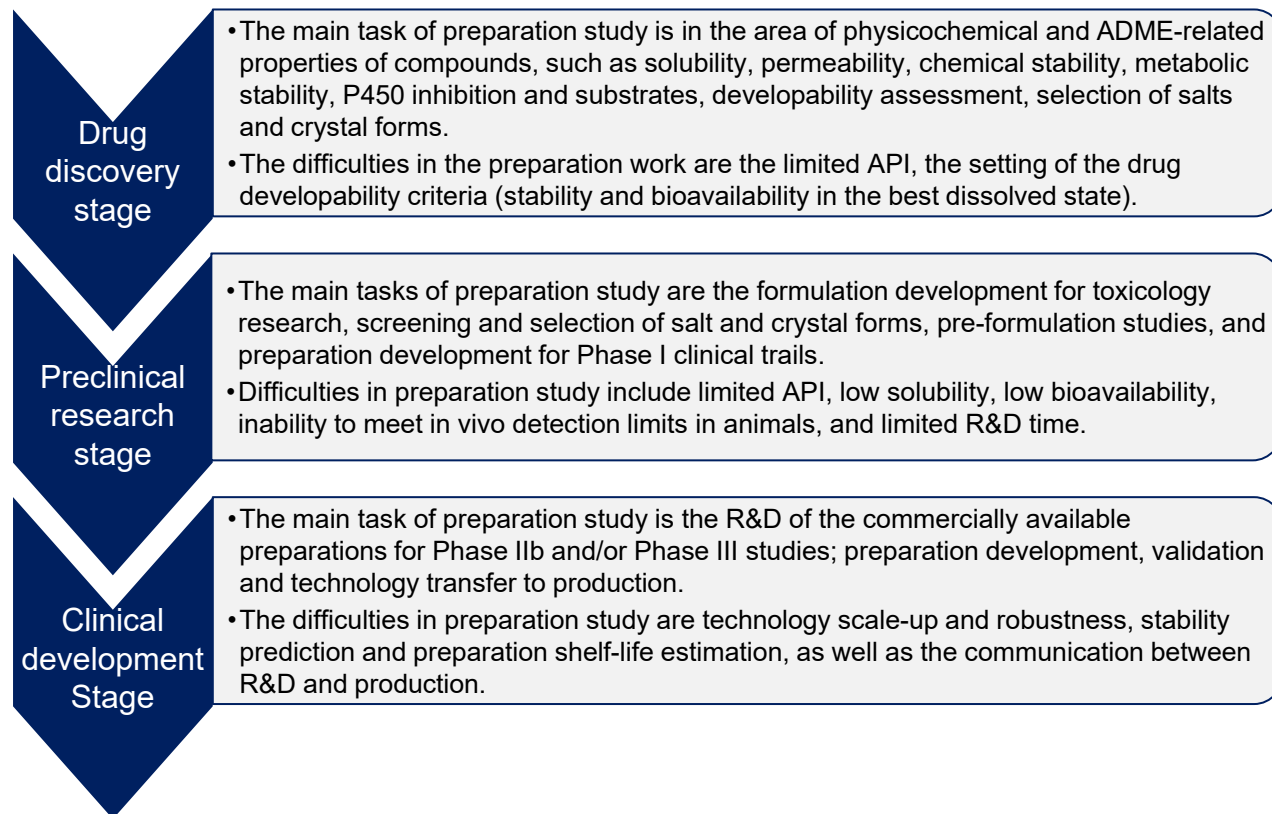 Drug
discovery
stage
•The main task of preparation study is in the area of physicochemical and ADME-related
properties of compounds, such as solubility, permeability, chemical stability, metabolic
stability, P450 inhibition and substrates, developability assessment, selection of salts
and crystal forms.
•The difficulties in the preparation work are the limited API, the setting of the drug
developability criteria (stability and bioavailability in the best dissolved state).
Preclinical
research
stage
•The main tasks of preparation study are the formulation development for toxicology
research, screening and selection of salt and crystal forms, pre-formulation studies, and
preparation development for Phase I clinical trails.
•Difficulties in preparation study include limited API, low solubility, low bioavailability,
inability to meet in vivo detection limits in animals, and limited R&D time.
Clinical
development
Stage
•The main task of preparation study is the R&D of the commercially available
preparations for Phase IIb and/or Phase III studies; preparation development, validation
and technology transfer to production.
•The difficulties in preparation study are technology scale-up and robustness, stability
prediction and preparation shelf-life estimation, as well as the communication between
R&D and production.